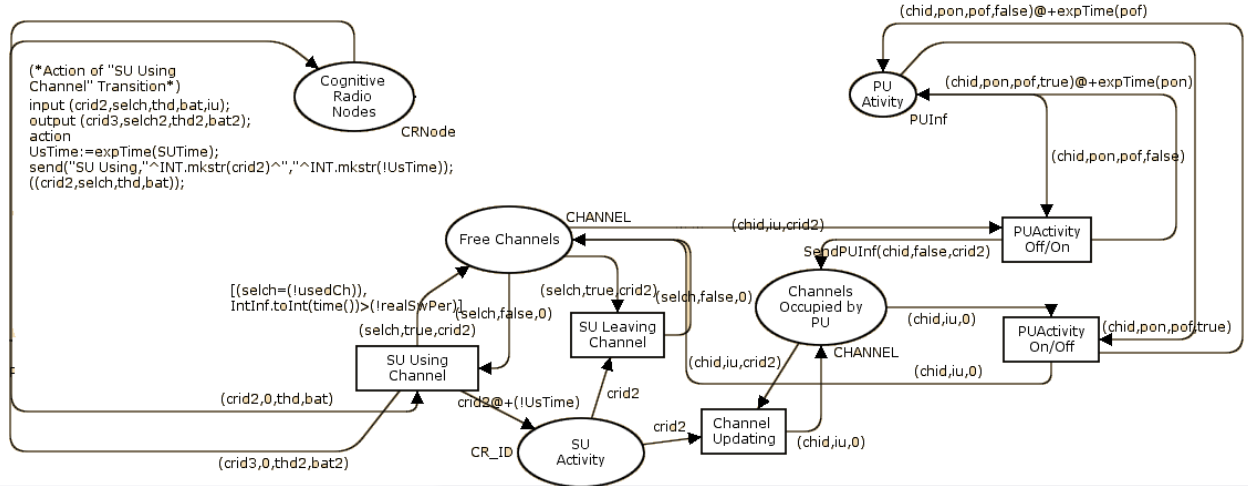 (chid,pon,pof,false)@+expTime(pof)
(*Action of "SU Using
Channel" Transition*)
input (crid2,selch,thd,bat,iu);
output (crid3,selch2,thd2,bat2);
action
UsTime:=expTime(SUTime);
send("SU Using,"^INT.mkstr(crid2)^","^INT.mkstr(!UsTime));
((crid2,selch,thd,bat));
Cognitive
Radio
Nodes
CRNode
PU
Ativity
PUInf
(chid,pon,pof,true)@+expTime(pon)
(chid,pon,pof,false)
CHANNEL
Free Channels
(chid,iu,crid2)
PUActivity
Off/On
SendPUInf(chid,false,crid2)
[(selch=(!usedCh)),
IntInf.toInt(time())>(!realSwPer)]
(selch,true,crid2)
(selch,false,0)
(selch,true,crid2)
(selch,false,0)
Channels
Occupied by
PU
CHANNEL
(chid,iu,0)
PUActivity
On/Off
(chid,pon,pof,true)
SU Leaving
Channel
SU Using
Channel
(chid,iu,crid2)
(chid,iu,0)
(crid2,0,thd,bat)
crid2@+(!UsTime)
crid2
crid2
Channel
Updating
(chid,iu,0)
CR_ID
SU
Activity
(crid3,0,thd2,bat2)